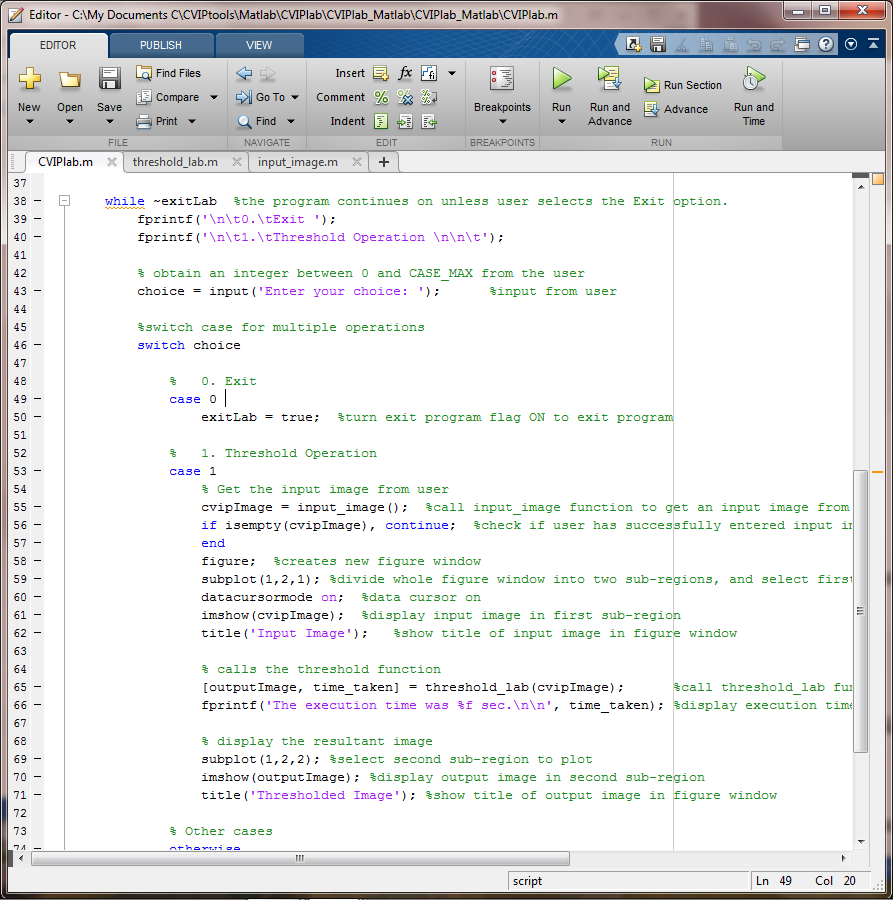 Editor - C:\My Documents C\CVIPtools\Matlab\CVIPlab\CVIPlab_Matlab\CVIPlab_Matlab\CVIPlab.m
EDITOR PUBLISH VIEW
New Open Save Find Files Compare Print
Go To Find
Insert Comment Indent
Breakpoints
Run Run and Advance Run Section Advance Run and Time
FILE NAVIGATE EDIT BREAKPOINTS RUN
CVIPlab.m threshold_lab.m input_image.m
37
38 while ~exitLab %the program continues on unless user selects the Exit option.
39 fprintf('\n\t0.\tExit ');
40 fprintf('\n\t1.\tThreshold Operation \n\n\t');
41
42 % obtain an integer between 0 and CASE_MAX from the user
43 choice = input('Enter your choice: '); %input from user
44
45 %switch case for multiple operations
46 switch choice
47
48 % 0. Exit
49 case 0
50 exitLab = true; %turn exit program flag ON to exit program
51
52 % 1. Threshold Operation
53 case 1
54 % Get the input image from user
55 cvipImage = input_image(); %call input_image function to get an input image from
56 if isempty(cvipImage), continue; %check if user has successfully entered input
57 end
58 figure; %creates new figure window
59 subplot(1,2,1); %divide whole figure window into two sub-regions, and select first
60 datacursormode on; %data cursor on
61 imshow(cvipImage); %display input image in first sub-region
62 title('Input Image'); %show title of input image in figure window
63
64 % calls the threshold function
65 [outputImage, time_taken] = threshold_lab(cvipImage); %call threshold_lab fu
66 fprintf('The execution time was %f sec.\n\n', time_taken); %display execution time
67
68 % display the resultant image
69 subplot(1,2,2); %select second sub-region to plot
70 imshow(outputImage); %display output image in second sub-region
71 title('Thresholded Image'); %show title of output image in figure window
72
73 % Other cases
74 otherwise
script Ln 49 Col 20